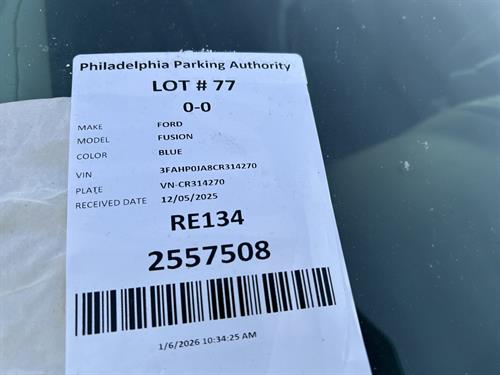 Philadelphia Parking Authority
LOT # 77
0-0
MAKE FORD
MODEL FUSION
COLOR BLUE
VIN 3FAHP0JA8CR314270
PLATE VN-CR314270
RECEIVED DATE 12/05/2025
RE134
2557508
1/6/2026 10:34:25 AM